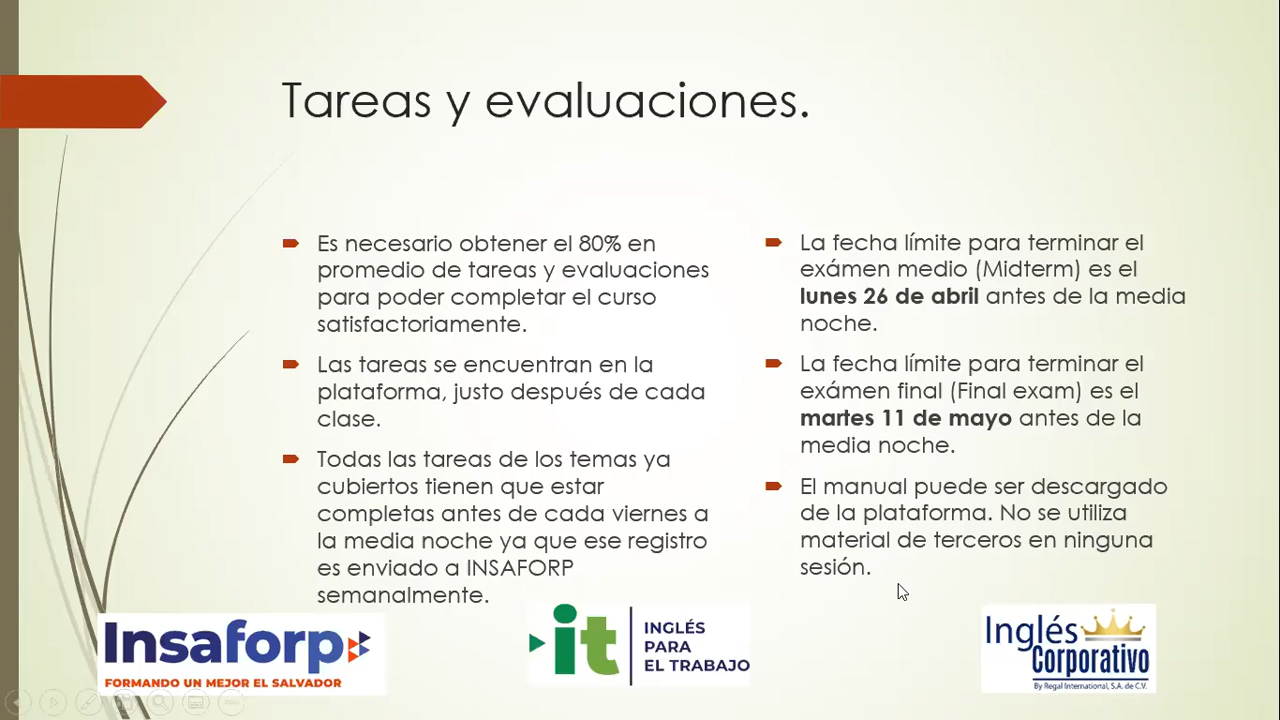 Tareas y evaluaciones.
Es necesario obtener el 80% en
promedio de tareas y evaluaciones
para poder completar el curso
satisfactoriamente.
Las tareas se encuentran en la
plataforma, justo después de cada
clase.
Todas las tareas de los temas ya
cubiertos tienen que estar
completas antes de cada viernes a
la media noche ya que ese registro
es enviado a INSAFORP
semanalmente.
La fecha límite para terminar el
exámen medio (Midterm) es el
lunes 26 de abril antes de la media
noche.
La fecha límite para terminar el
exámen final (Final exam) es el
martes 11 de mayo antes de la
media noche.
El manual puede ser descargado
de la plataforma. No se utiliza
material de terceros en ninguna
sesión.
Insaforp
FORMANDO UN MEJOR EL SALVADOR
it
INGLÉS
PARA
EL TRABAJO
Inglés
Corporativo
By Regal International, S.A. de C.V.